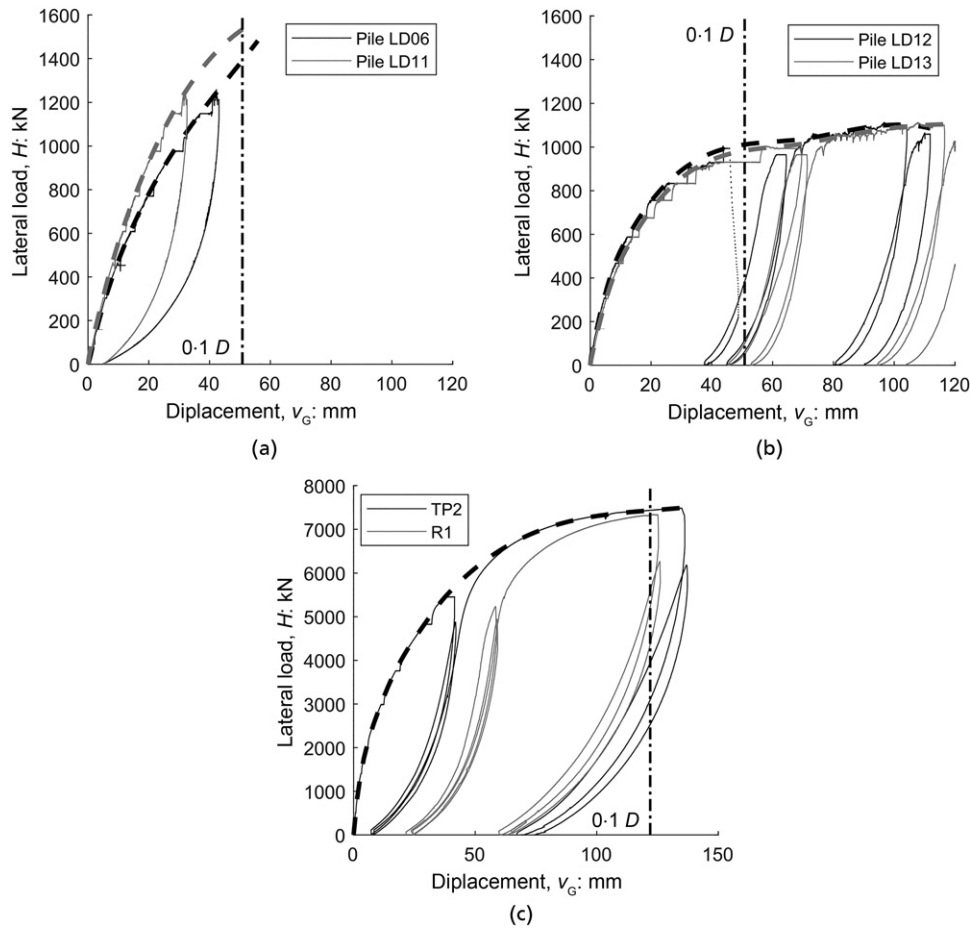 1600
1400
1200
1000
800
600
400
200
0
Lateral load, H: kN
Pile LD06
Pile LD11
0·1 D
0 20 40 60 80 100 120
Diplacement, vG: mm
(a)
1600
1400
1200
1000
800
600
400
200
0
Lateral load, H: kN
0·1 D
Pile LD12
Pile LD13
0 20 40 60 80 100 120
Diplacement, vG: mm
(b)
8000
7000
6000
5000
4000
3000
2000
1000
0
Lateral load, H: kN
TP2
R1
0·1 D
0 50 100 150
Diplacement, vG: mm
(c)